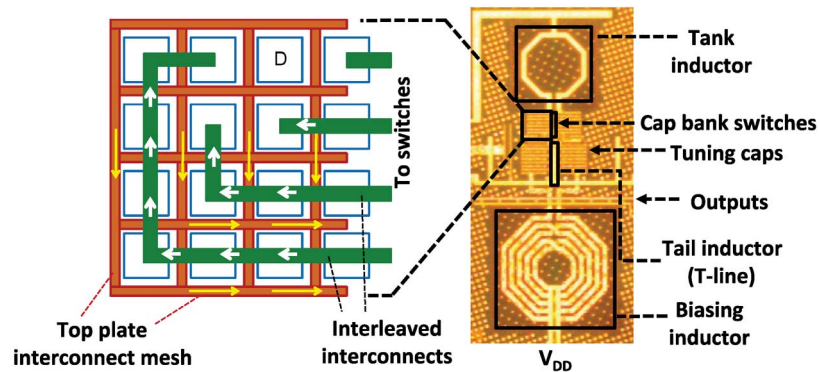 D
To switches
Top plate
interconnect mesh
Interleaved
interconnects
Tank
inductor
Cap bank switches
Tuning caps
Outputs
Tail inductor
(T-line)
Biasing
inductor
VDD